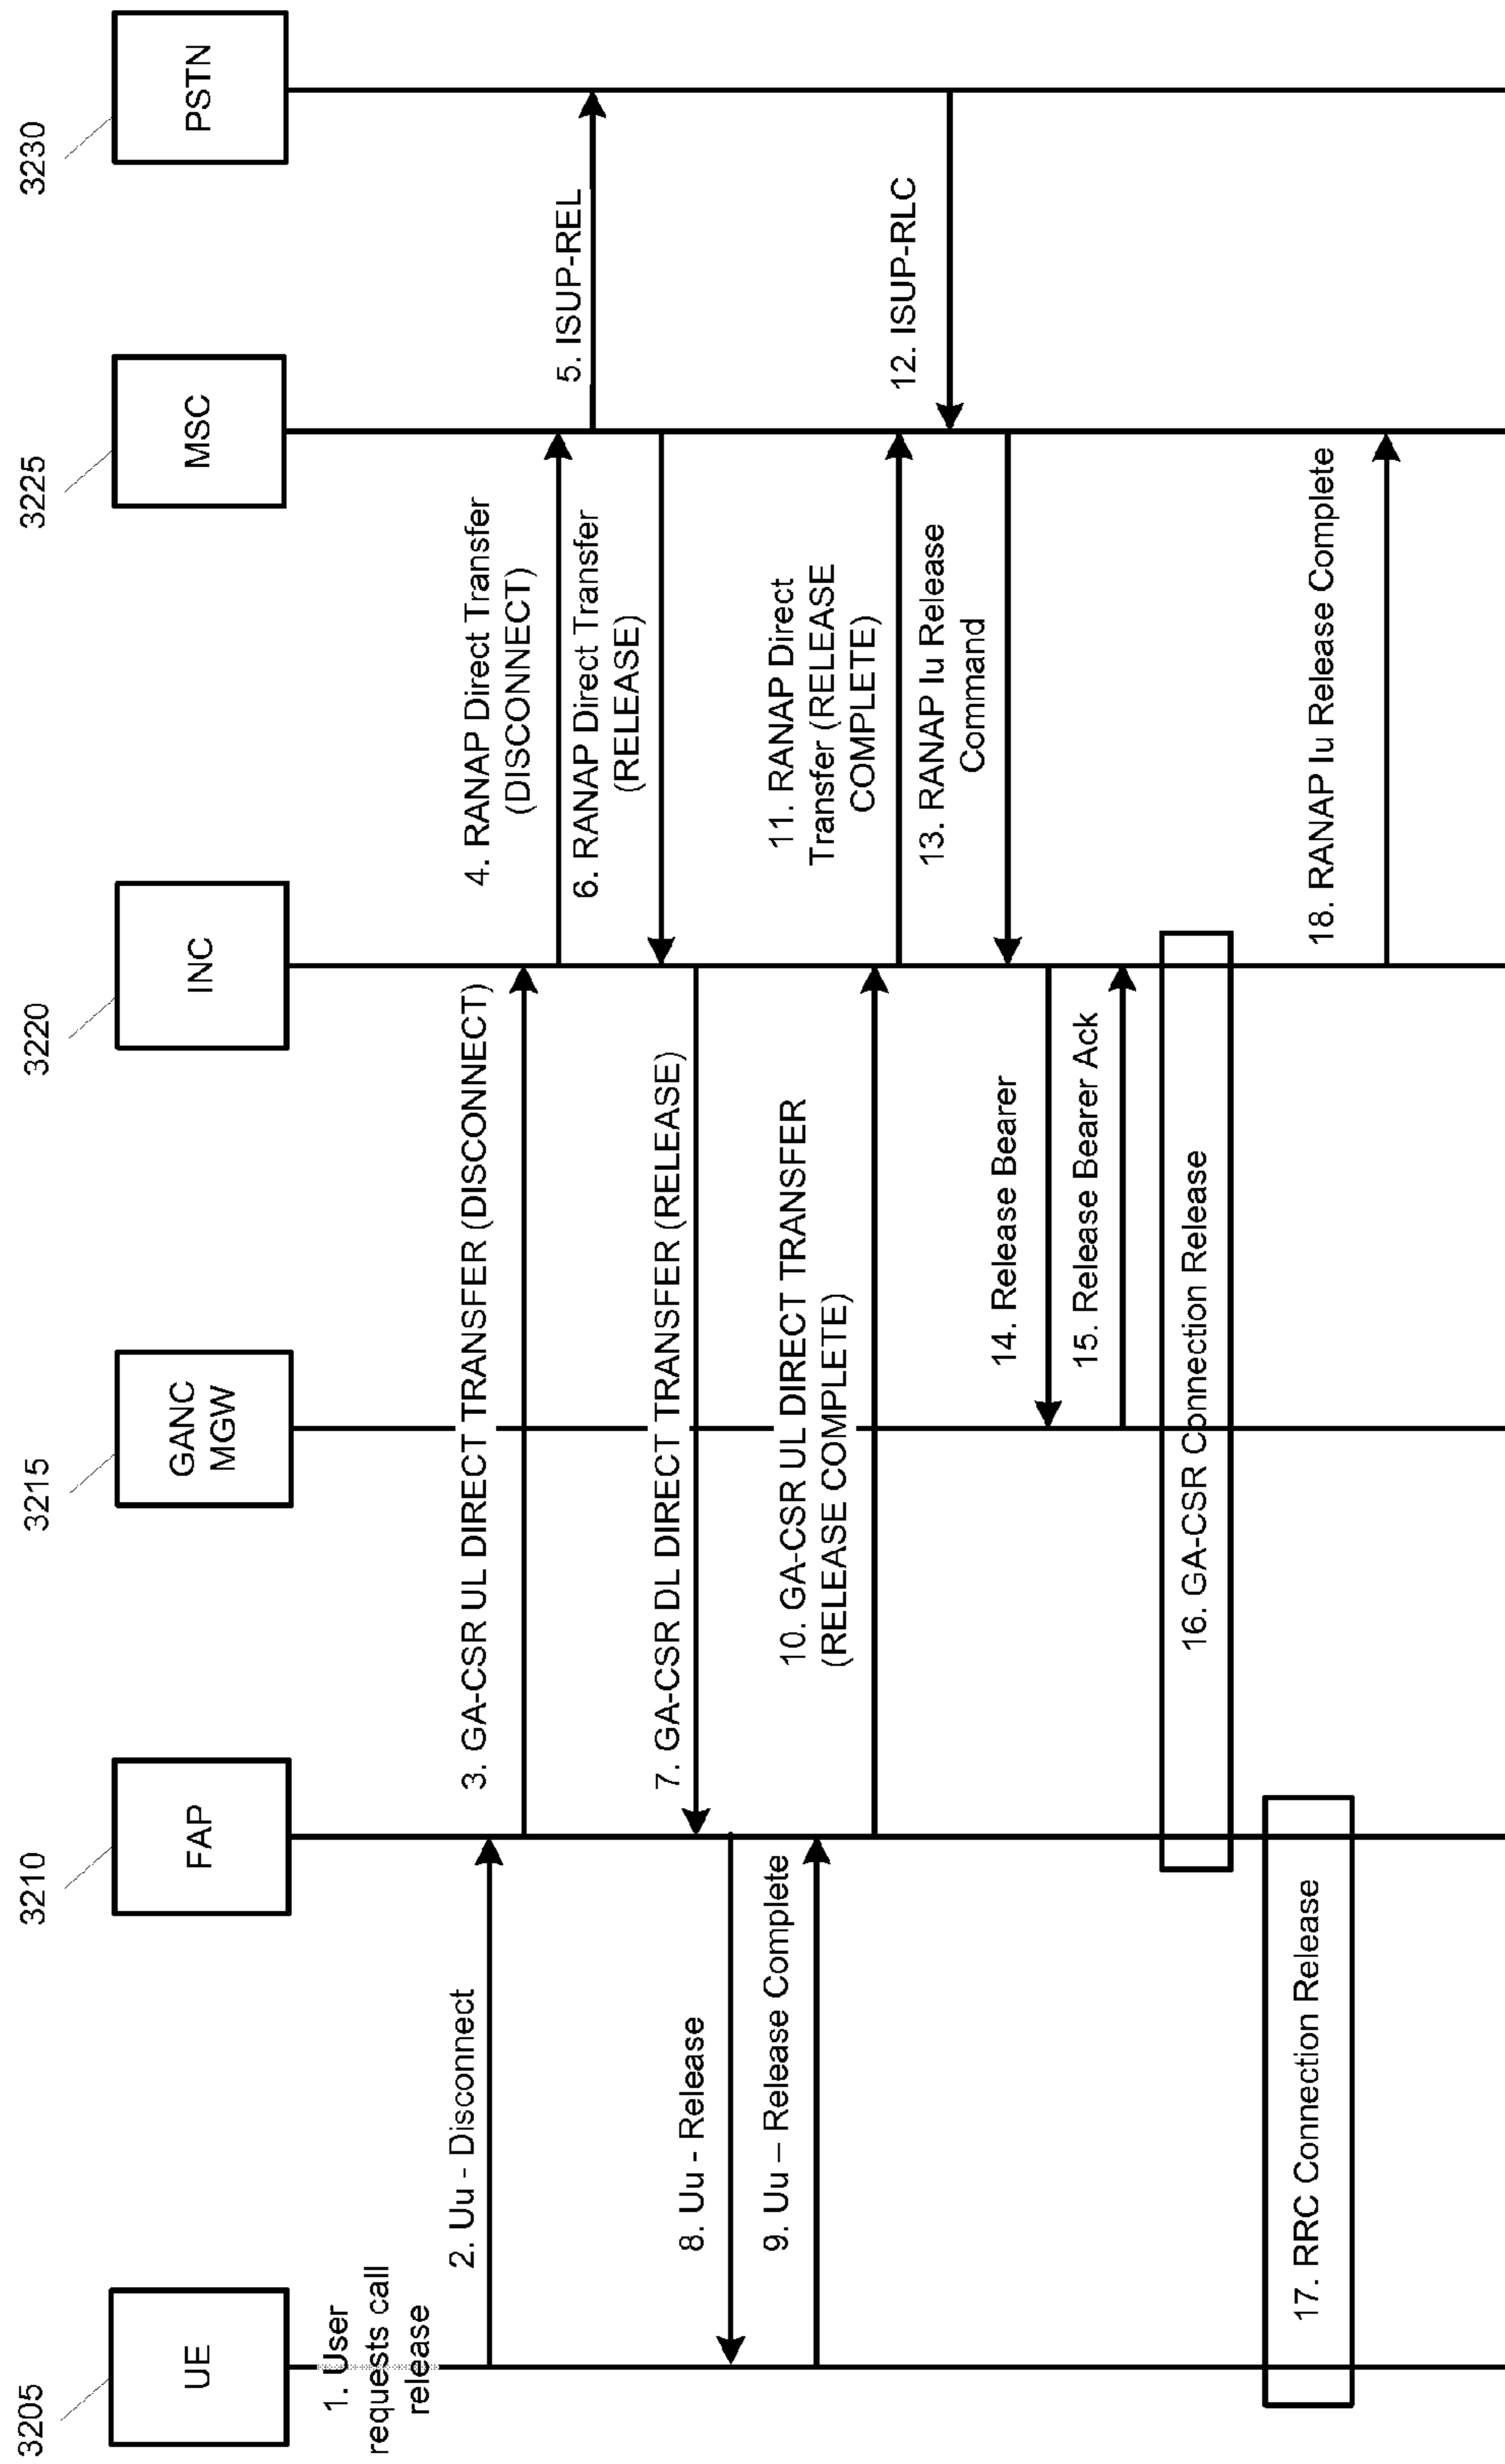 3205
3210
3215
3220
3225
3230
UE
FAP
GANC
MGW
INC
MSC
PSTN
1. User
requests call
release
2. Uu - Disconnect
3. GA-CSR UL DIRECT TRANSFER (DISCONNECT)
4. RANAP Direct Transfer
(DISCONNECT)
5. ISUP-REL
6. RANAP Direct Transfer
(RELEASE)
7. GA-CSR DL DIRECT TRANSFER (RELEASE)
8. Uu - Release
9. Uu – Release Complete
10. GA-CSR UL DIRECT TRANSFER
(RELEASE COMPLETE)
11. RANAP Direct
Transfer (RELEASE
COMPLETE)
12. ISUP-RLC
13. RANAP Iu Release
Command
14. Release Bearer
15. Release Bearer Ack
16. GA-CSR Connection Release
17. RRC Connection Release
18. RANAP Iu Release Complete